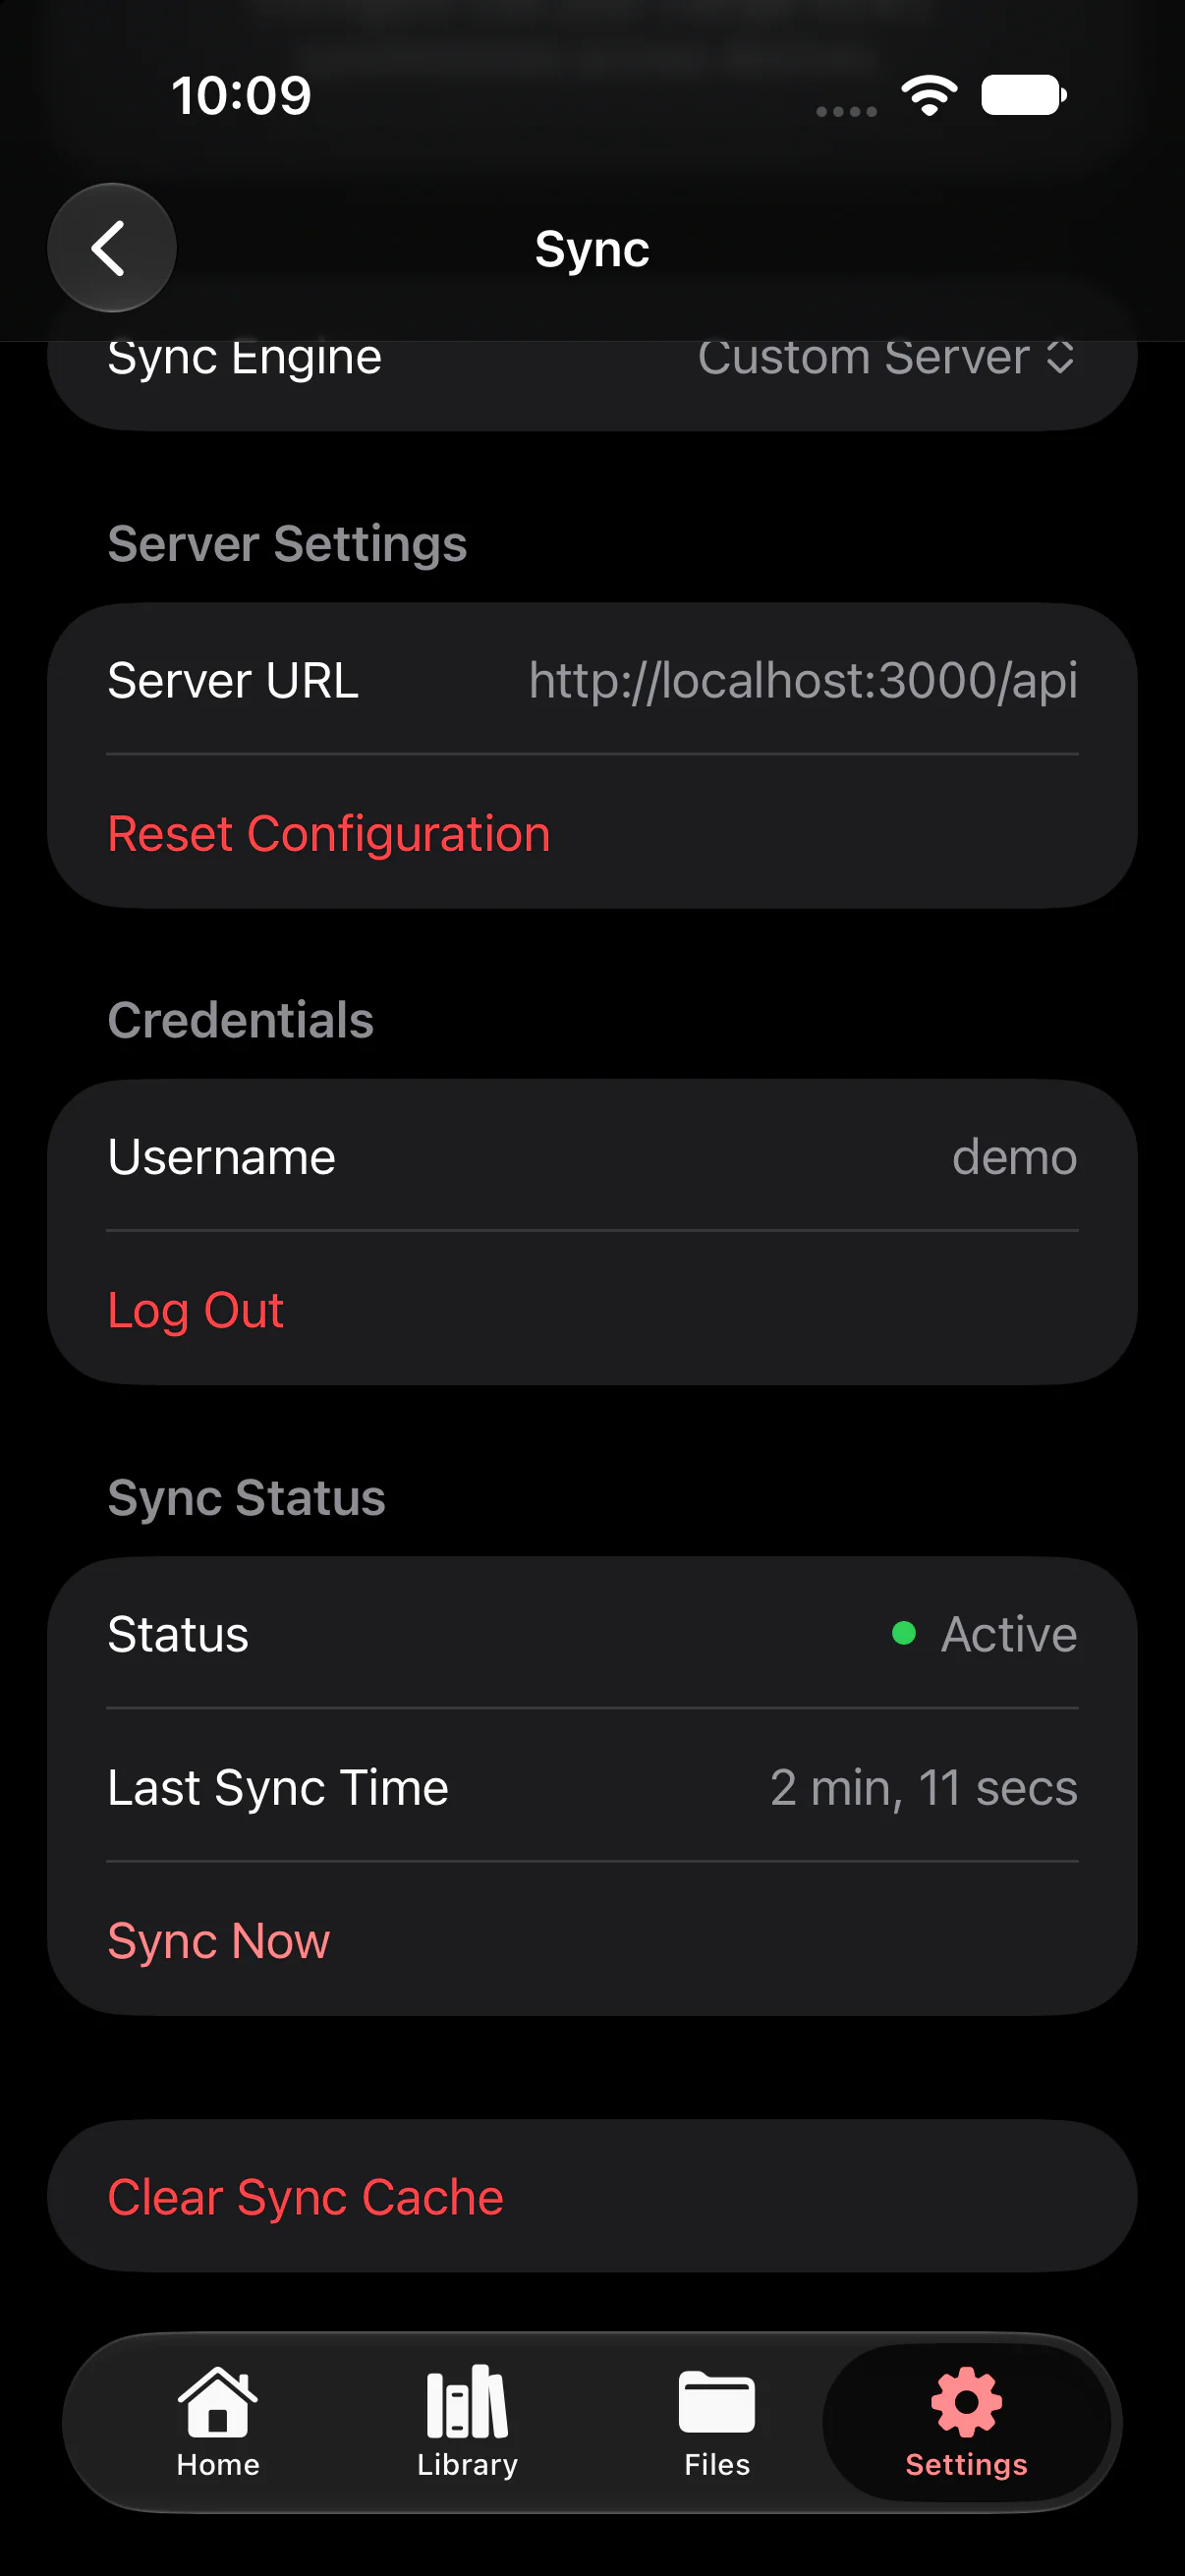 10:09
Sync
Sync Engine Custom Server
Server Settings
Server URL http://localhost:3000/api
Reset Configuration
Credentials
Username demo
Log Out
Sync Status
Status Active
Last Sync Time 2 min, 11 secs
Sync Now
Clear Sync Cache
Home Library Files Settings